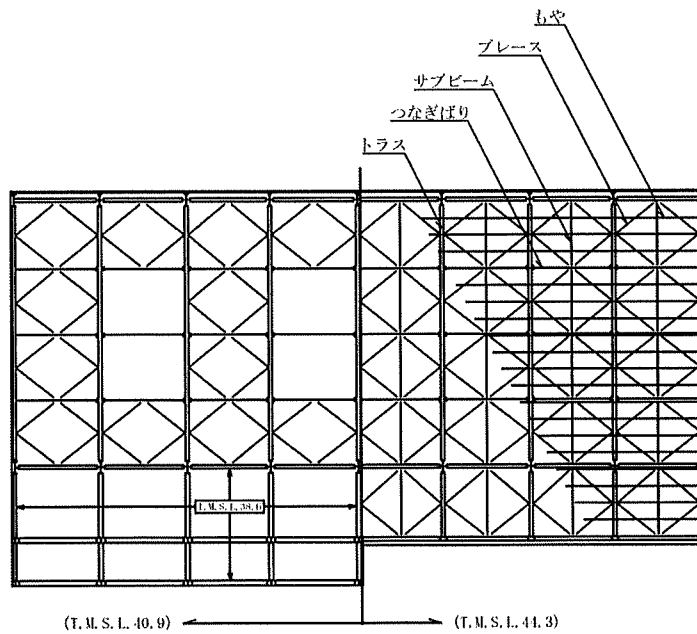 もや
ブレース
サブビーム
つなぎばり
トラス
T.M.S.L.38.6
(T.M.S.L.40.9)
(T.M.S.L.44.3)